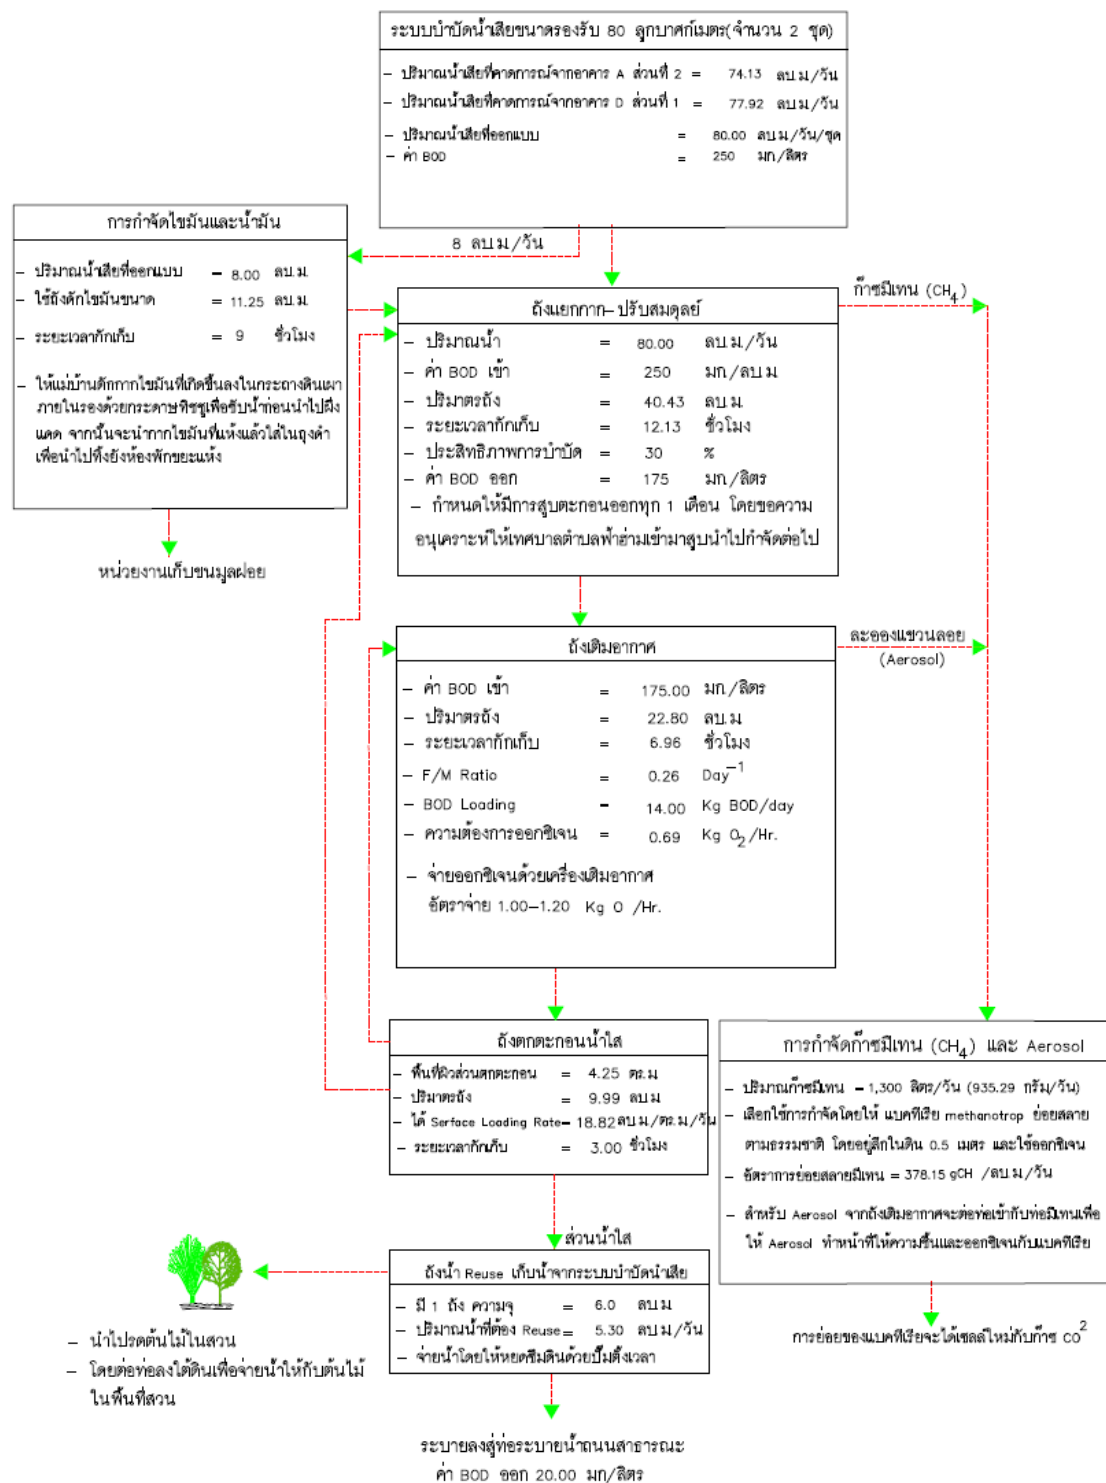 ระบบบำบัดน้ำเสียขนาดรองรับ 80 ลูกบาศก์เมตร(จำนวน 2 ชุด)
– ปริมาณน้ำเสียที่คาดการณ์จากอาคาร A ส่วนที่ 2 = 74.13 ลบ.ม/วัน
– ปริมาณน้ำเสียที่คาดการณ์จากอาคาร D ส่วนที่ 1 = 77.92 ลบ.ม/วัน
– ปริมาณน้ำเสียที่ออกแบบ = 80.00 ลบ.ม/วัน/ชุด
– ค่า BOD = 250 มก/ลิตร
8 ลบ.ม/วัน
การกำจัดไขมันและน้ำมัน
– ปริมาณน้ำเสียที่ออกแบบ = 8.00 ลบ.ม.
– ใช้ถังดักไขมันขนาด = 11.25 ลบ.ม.
– ระยะเวลากักเก็บ = 9 ชั่วโมง
– ให้แม่บ้านตักกากไขมันที่เกิดขึ้นลงในกระถางดินเผา
ภายในรองด้วยกระดาษทิชชูเพื่อซับน้ำก่อนนำไปผึ่ง
แดด จากนั้นจะนำกากไขมันที่แห้งแล้วใส่ในถุงดำ
เพื่อนำไปทิ้งยังห้องพักขยะแห้ง
หน่วยงานเก็บขนมูลฝอย
ถังแยกกาก–ปรับสมดุลย์
– ปริมาณน้ำ = 80.00 ลบ.ม/วัน
– ค่า BOD เข้า = 250 มก/ลบ.ม
– ปริมาตรถัง = 40.43 ลบ.ม
– ระยะเวลากักเก็บ = 12.13 ชั่วโมง
– ประสิทธิภาพการบำบัด = 30 %
– ค่า BOD ออก = 175 มก/ลิตร
– กำหนดให้มีการสูบตะกอนออกทุก 1 เดือน โดยขอความ
อนุเคราะห์ให้เทศบาลตำบลฟ้าฮ่ามเข้ามาสูบนำไปกำจัดต่อไป
ก๊าซมีเทน (CH4)
ถังเติมอากาศ
– ค่า BOD เข้า = 175.00 มก/ลิตร
– ปริมาตรถัง = 22.80 ลบ.ม
– ระยะเวลากักเก็บ = 6.96 ชั่วโมง
– F/M Ratio = 0.26 Day⁻¹
– BOD Loading = 14.00 Kg BOD/day
– ความต้องการออกซิเจน = 0.69 Kg O2/Hr.
– จ่ายออกซิเจนด้วยเครื่องเติมอากาศ
อัตราจ่าย 1.00–1.20 Kg O /Hr.
ละอองแขวนลอย
(Aerosol)
ถังตกตะกอนน้ำใส
– พื้นที่ผิวส่วนตกตะกอน = 4.25 ตร.ม
– ปริมาตรถัง = 9.99 ลบ.ม
– ได้ Serface Loading Rate = 18.82 ลบ.ม/ตร.ม/วัน
– ระยะเวลากักเก็บ = 3.00 ชั่วโมง
การกำจัดก๊าซมีเทน (CH4) และ Aerosol
– ปริมาณก๊าซมีเทน = 1,300 ลิตร/วัน (935.29 กรัม/วัน)
– เลือกใช้การกำจัดโดยให้ แบคทีเรีย methanotrop ย่อยสลาย
ตามธรรมชาติ โดยอยู่ลึกในดิน 0.5 เมตร และใช้ออกซิเจน
– อัตราการย่อยสลายมีเทน = 378.15 gCH /ลบ.ม/วัน
– สำหรับ Aerosol จากถังเติมอากาศจะต่อท่อเข้ากับท่อมีเทนเพื่อ
ให้ Aerosol ทำหน้าที่ให้ความชื้นและออกซิเจนกับแบคทีเรีย
การย่อยของแบคทีเรียจะได้เซลล์ใหม่กับก๊าซ co²
ส่วนน้ำใส
ถังน้ำ Reuse เก็บน้ำจากระบบบำบัดน้ำเสีย
– มี 1 ถัง ความจุ = 6.0 ลบ.ม
– ปริมาณน้ำที่ต้อง Reuse = 5.30 ลบ.ม/วัน
– จ่ายน้ำโดยให้หยดซึมดินด้วยปั๊มตั้งเวลา
– นำไปรดต้นไม้ในสวน
– โดยต่อท่อลงใต้ดินเพื่อจ่ายน้ำให้กับต้นไม้
ในพื้นที่สวน
ระบายลงสู่ท่อระบายน้ำถนนสาธารณะ
ค่า BOD ออก 20.00 มก/ลิตร